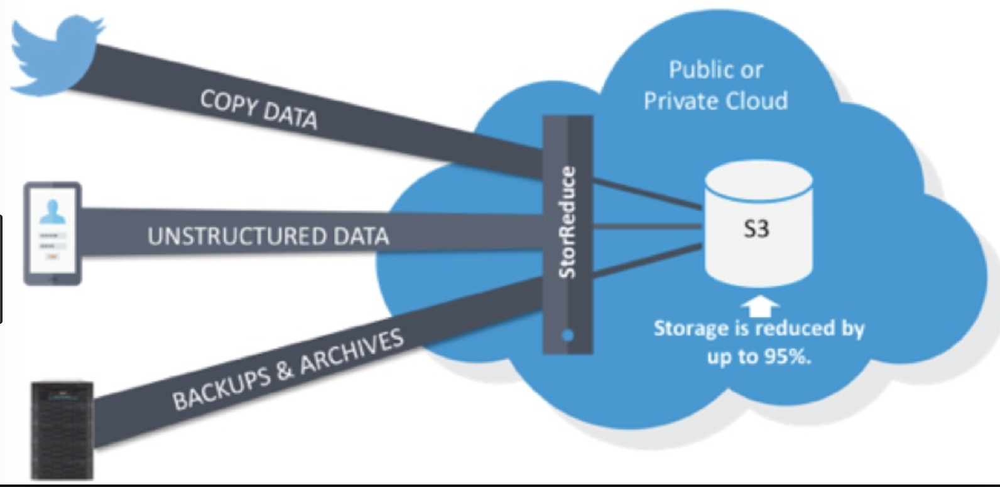 COPY DATA
UNSTRUCTURED DATA
BACKUPS & ARCHIVES
StorReduce
Public or
Private Cloud
S3
Storage is reduced by
up to 95%.